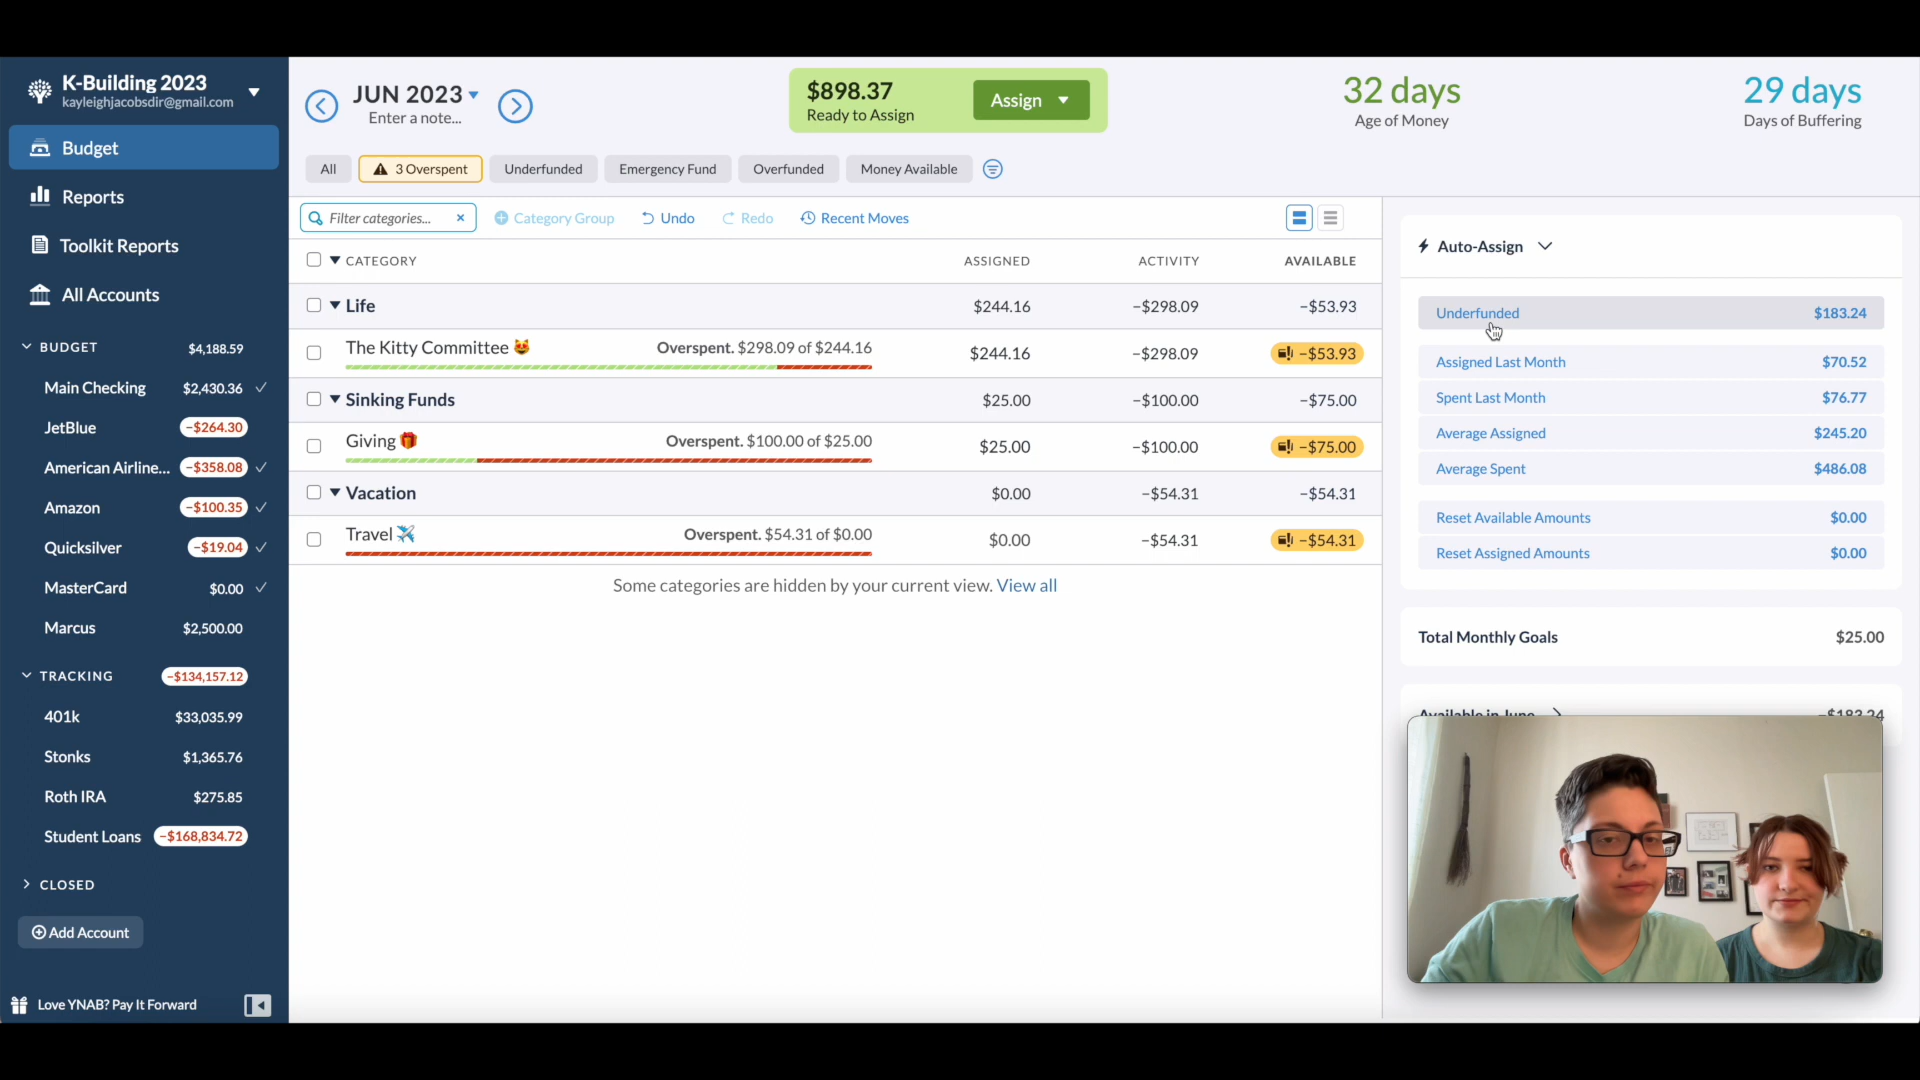 K-Building 2023
kayleighjacobsdir@gmail.com
Budget
Reports
Toolkit Reports
All Accounts
BUDGET $4,188.59
Main Checking $2,430.36
JetBlue −$264.30
American Airline... −$358.08
Amazon −$100.35
Quicksilver −$19.04
MasterCard $0.00
Marcus $2,500.00
TRACKING −$134,157.12
401k $33,035.99
Stonks $1,365.76
Roth IRA $275.85
Student Loans −$168,834.72
CLOSED
Add Account
Love YNAB? Pay It Forward
JUN 2023
Enter a note...
$898.37
Ready to Assign
Assign
32 days
Age of Money
29 days
Days of Buffering
All 3 Overspent Underfunded Emergency Fund Overfunded Money Available
Filter categories... Category Group Undo Redo Recent Moves
CATEGORY ASSIGNED ACTIVITY AVAILABLE
Life $244.16 −$298.09 −$53.93
The Kitty Committee 😻 Overspent. $298.09 of $244.16 $244.16 −$298.09 −$53.93
Sinking Funds $25.00 −$100.00 −$75.00
Giving 🎁 Overspent. $100.00 of $25.00 $25.00 −$100.00 −$75.00
Vacation $0.00 −$54.31 −$54.31
Travel ✈️ Overspent. $54.31 of $0.00 $0.00 −$54.31 −$54.31
Some categories are hidden by your current view. View all
Auto-Assign
Underfunded $183.24
Assigned Last Month $70.52
Spent Last Month $76.77
Average Assigned $245.20
Average Spent $486.08
Reset Available Amounts $0.00
Reset Assigned Amounts $0.00
Total Monthly Goals $25.00
Available in June −$183.24